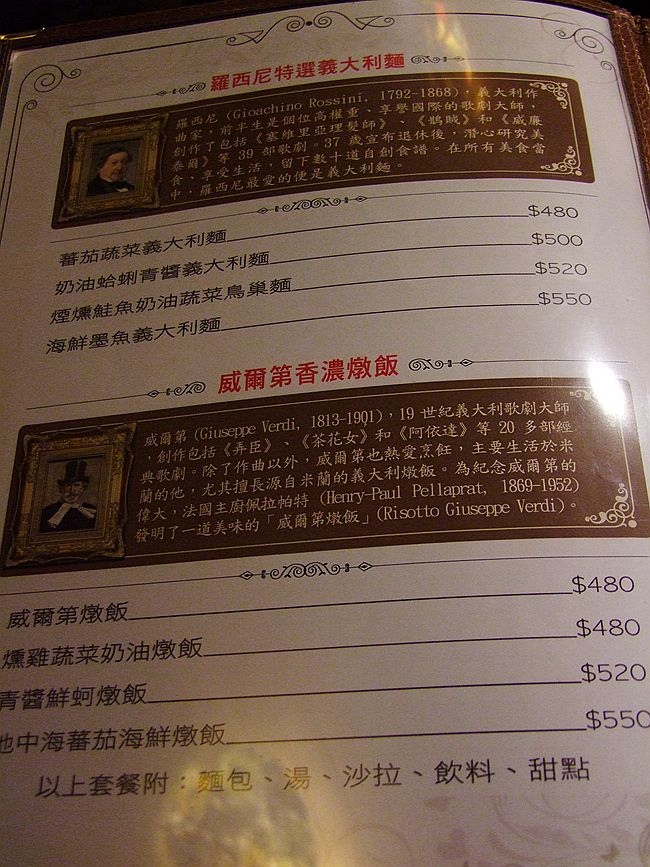 羅西尼特選義大利麵
羅西尼 (Gioachino Rossini, 1792-1868)，義大利作
曲家，前半生是個位高權重、享譽國際的歌劇大師，
創作了包括《塞維里亞理髮師》、《鵲賊》和《威廉
泰爾》等 39 部歌劇。37 歲宣布退休後，潛心研究美
食、享受生活，留下數十道自創食譜。在所有美食當
中，羅西尼最愛的便是義大利麵。
蕃茄蔬菜義大利麵 $480
奶油蛤蜊青醬義大利麵 $500
煙燻鮭魚奶油蔬菜鳥巢麵 $520
海鮮墨魚義大利麵 $550
威爾第香濃燉飯
威爾第 (Giuseppe Verdi, 1813-1901)，19 世紀義大利歌劇大師
，創作包括《弄臣》、《茶花女》和《阿依達》等 20 多部經
典歌劇。除了作曲以外，威爾第也熱愛烹飪，主要生活於米
蘭的他，尤其擅長源自米蘭的義大利燉飯。為紀念威爾第的
偉大，法國主廚佩拉帕特 (Henry-Paul Pellaprat, 1869-1952)
發明了一道美味的「威爾第燉飯」(Risotto Giuseppe Verdi)。
威爾第燉飯 $480
燻雞蔬菜奶油燉飯 $480
青醬鮮蚵燉飯 $520
地中海蕃茄海鮮燉飯 $550
以上套餐附：麵包、湯、沙拉、飲料、甜點